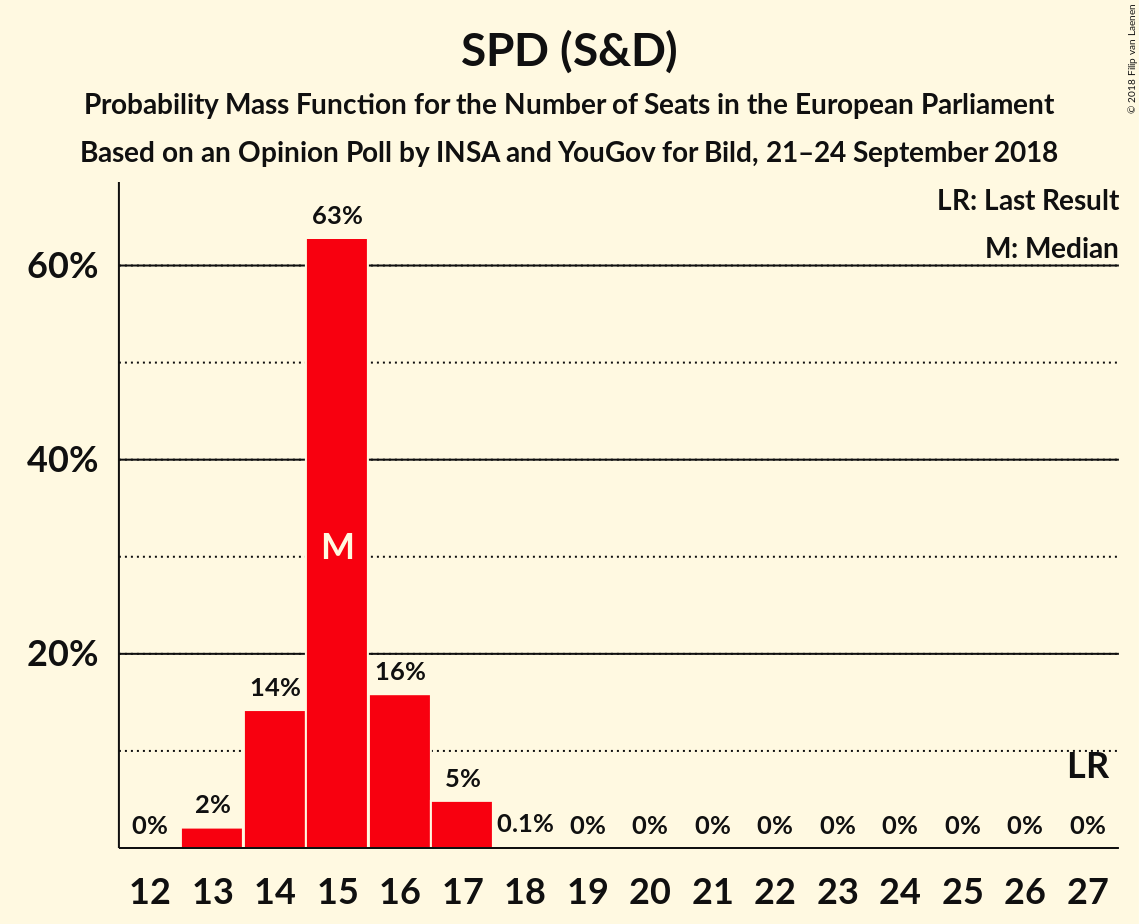 SPD (S&D)
Probability Mass Function for the Number of Seats in the European Parliament
Based on an Opinion Poll by INSA and YouGov for Bild, 21–24 September 2018
© 2018 Filip van Laenen
LR: Last Result
M: Median
60%
40%
20%
0%
2%
14%
63%
M
16%
5%
0.1%
0%
0%
0%
0%
0%
0%
0%
0%
LR
0%
12 13 14 15 16 17 18 19 20 21 22 23 24 25 26 27